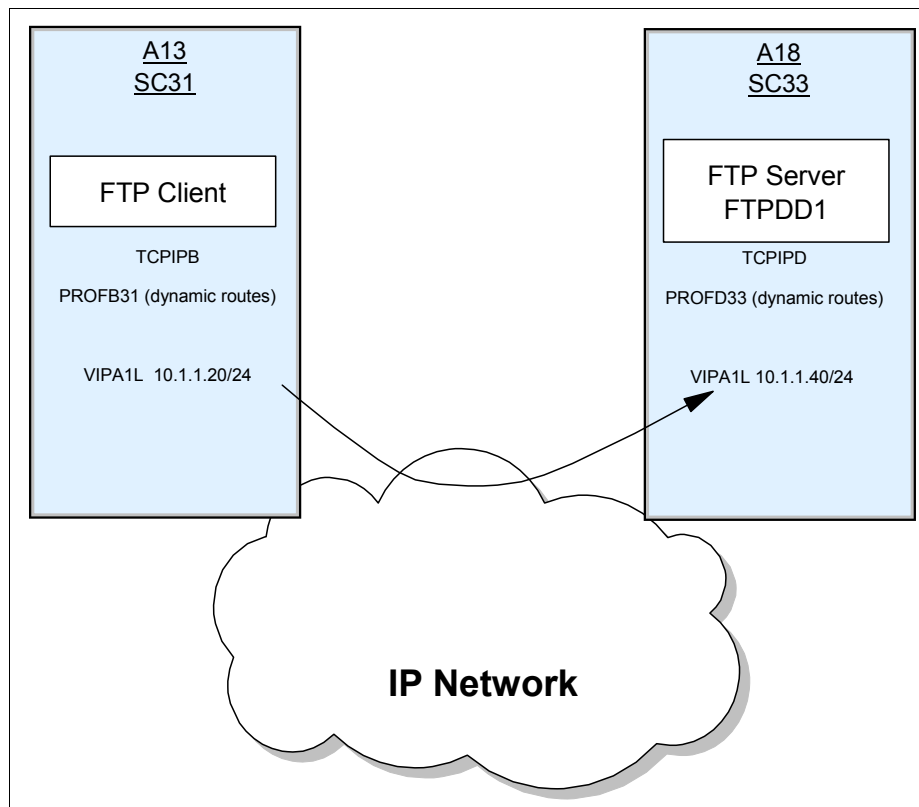 A13
SC31
FTP Client
TCPIPB
PROFB31 (dynamic routes)
VIPA1L 10.1.1.20/24
A18
SC33
FTP Server
FTPDD1
TCPIPD
PROFD33 (dynamic routes)
VIPA1L 10.1.1.40/24
IP Network